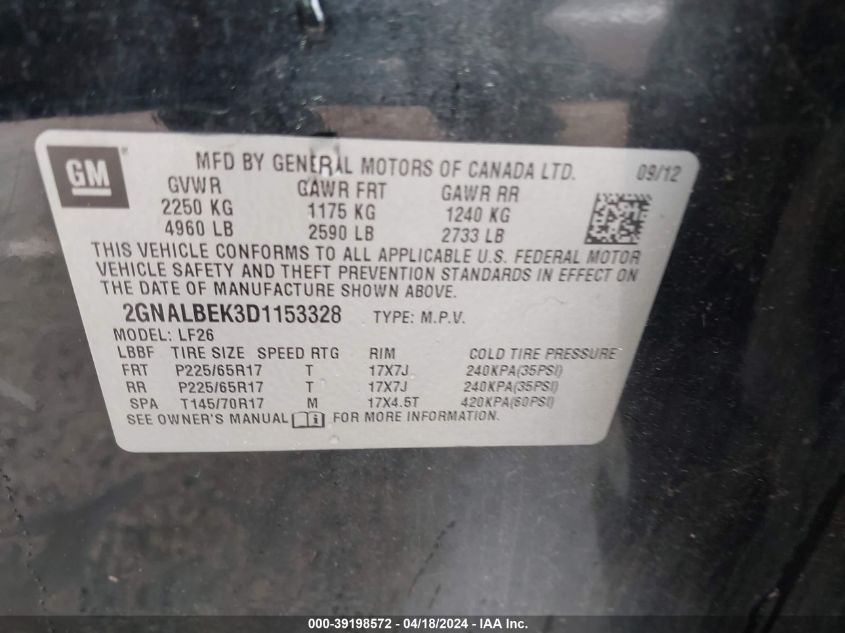 GM ®
MFD BY GENERAL MOTORS OF CANADA LTD. 09/12
GVWR GAWR FRT GAWR RR
2250 KG 1175 KG 1240 KG
4960 LB 2590 LB 2733 LB
THIS VEHICLE CONFORMS TO ALL APPLICABLE U.S. FEDERAL MOTOR
VEHICLE SAFETY AND THEFT PREVENTION STANDARDS IN EFFECT ON
THE DATE OF MANUFACTURE SHOWN ABOVE.
2GNALBEK3D1153328 TYPE: M.P.V.
MODEL: LF26
LBBF TIRE SIZE SPEED RTG RIM COLD TIRE PRESSURE
FRT P225/65R17 T 17X7J 240KPA(35PSI)
RR P225/65R17 T 17X7J 240KPA(35PSI)
SPA T145/70R17 M 17X4.5T 420KPA(60PSI)
SEE OWNER'S MANUAL FOR MORE INFORMATION.
000-39198572 - 04/18/2024 - IAA Inc.